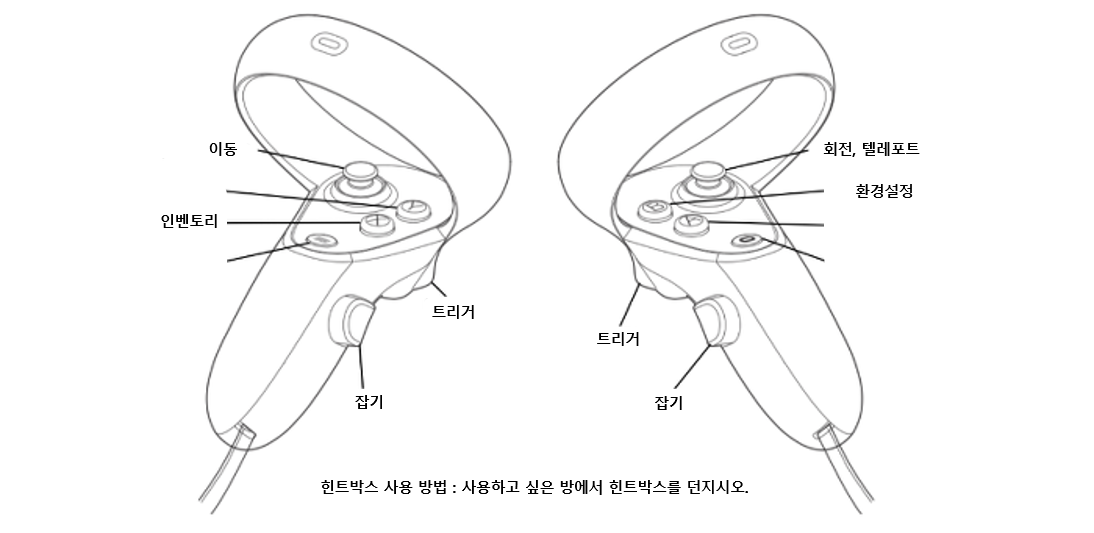 이동
회전, 텔레포트
환경설정
인벤토리
트리거
트리거
잡기
잡기
힌트박스 사용 방법 : 사용하고 싶은 방에서 힌트박스를 던지시오.